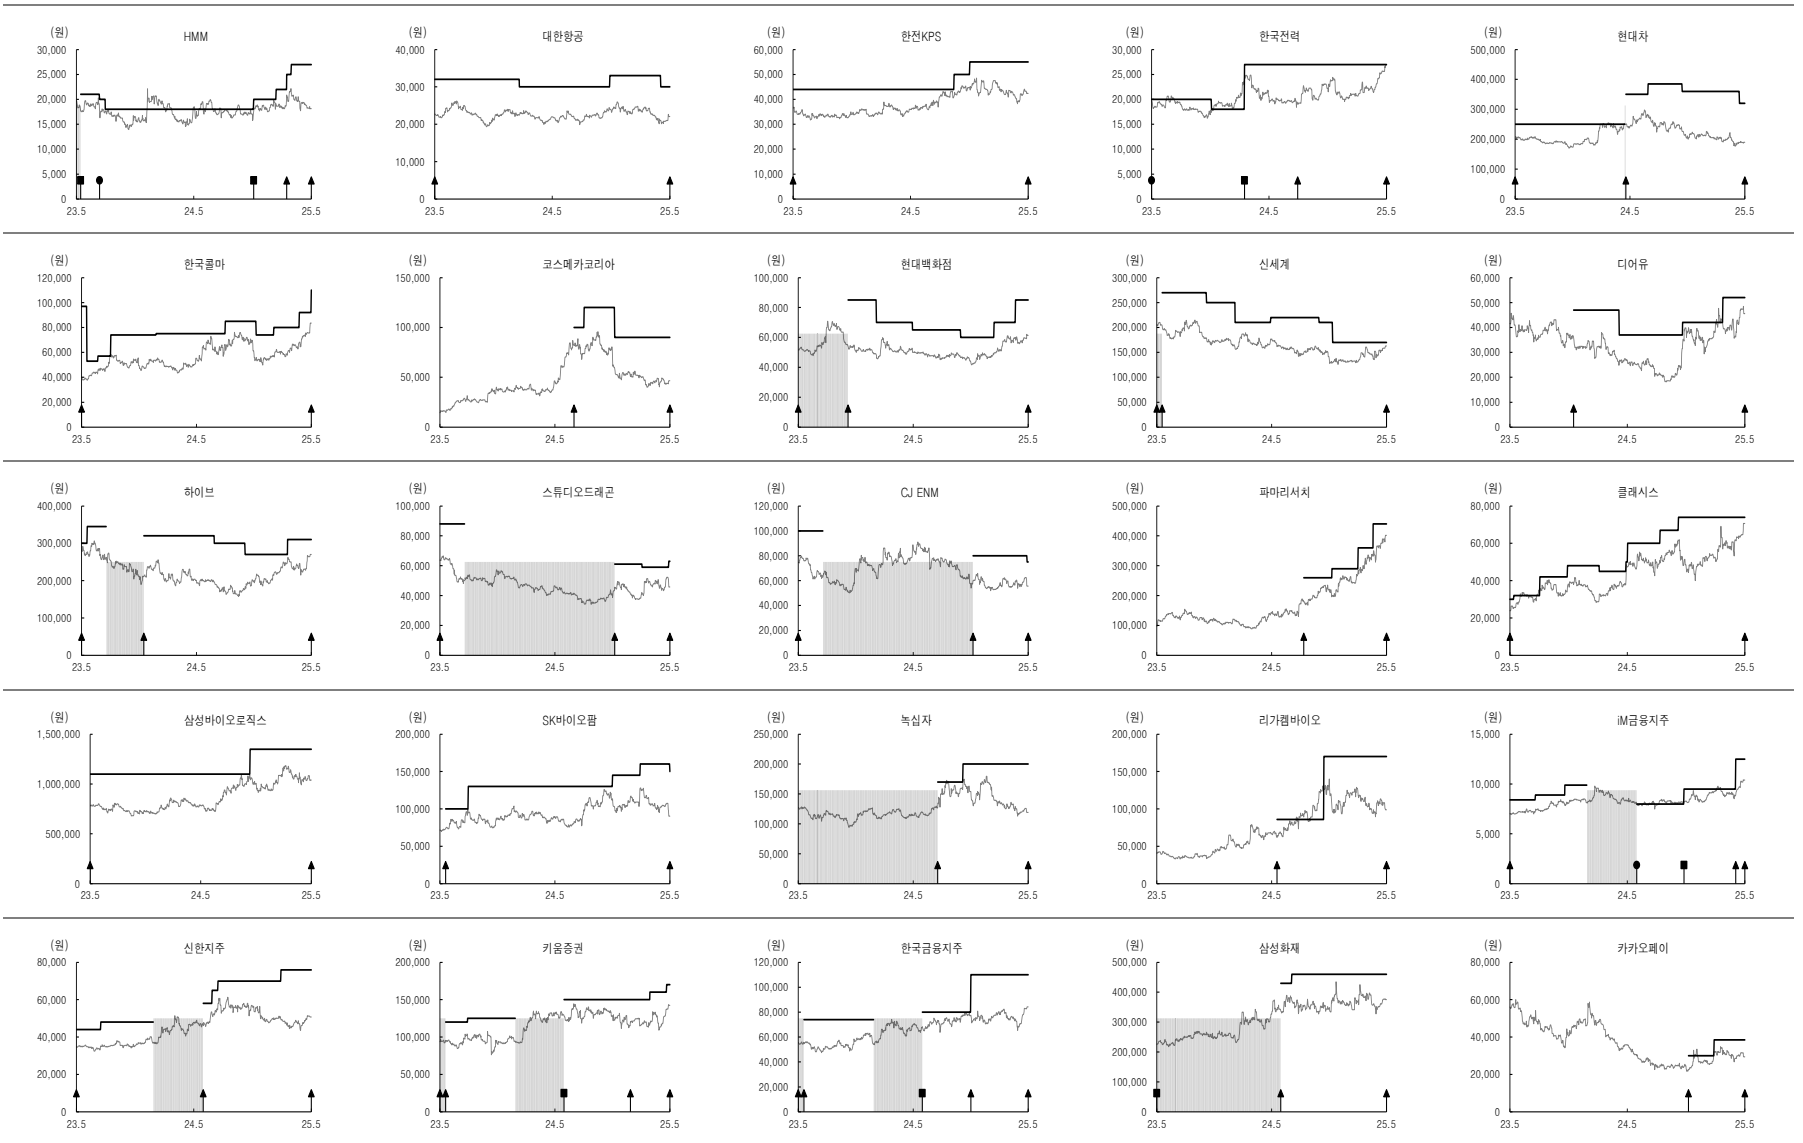 (원) HMM
30,000
25,000
20,000
15,000
10,000
5,000
0
23.5 24.5 25.5
(원) 대한항공
40,000
30,000
20,000
10,000
0
23.5 24.5 25.5
(원) 한전KPS
60,000
50,000
40,000
30,000
20,000
10,000
0
23.5 24.5 25.5
(원) 한국전력
30,000
25,000
20,000
15,000
10,000
5,000
0
23.5 24.5 25.5
(원) 현대차
500,000
400,000
300,000
200,000
100,000
0
23.5 24.5 25.5
(원) 한국콜마
120,000
100,000
80,000
60,000
40,000
20,000
0
23.5 24.5 25.5
(원) 코스메카코리아
150,000
100,000
50,000
0
23.5 24.5 25.5
(원) 현대백화점
100,000
80,000
60,000
40,000
20,000
0
23.5 24.5 25.5
(원) 신세계
300,000
250,000
200,000
150,000
100,000
50,000
0
23.5 24.5 25.5
(원) 디어유
60,000
50,000
40,000
30,000
20,000
10,000
0
23.5 24.5 25.5
(원) 하이브
400,000
300,000
200,000
100,000
0
23.5 24.5 25.5
(원) 스튜디오드래곤
100,000
80,000
60,000
40,000
20,000
0
23.5 24.5 25.5
(원) CJ ENM
120,000
100,000
80,000
60,000
40,000
20,000
0
23.5 24.5 25.5
(원) 파마리서치
500,000
400,000
300,000
200,000
100,000
0
23.5 24.5 25.5
(원) 클래시스
80,000
60,000
40,000
20,000
0
23.5 24.5 25.5
(원) 삼성바이오로직스
1,500,000
1,000,000
500,000
0
23.5 24.5 25.5
(원) SK바이오팜
200,000
150,000
100,000
50,000
0
23.5 24.5 25.5
(원) 녹십자
250,000
200,000
150,000
100,000
50,000
0
23.5 24.5 25.5
(원) 리가켐바이오
200,000
150,000
100,000
50,000
0
23.5 24.5 25.5
(원) iM금융지주
15,000
10,000
5,000
0
23.5 24.5 25.5
(원) 신한지주
80,000
60,000
40,000
20,000
0
23.5 24.5 25.5
(원) 키움증권
200,000
150,000
100,000
50,000
0
23.5 24.5 25.5
(원) 한국금융지주
120,000
100,000
80,000
60,000
40,000
20,000
0
23.5 24.5 25.5
(원) 삼성화재
500,000
400,000
300,000
200,000
100,000
0
23.5 24.5 25.5
(원) 카카오페이
80,000
60,000
40,000
20,000
0
23.5 24.5 25.5